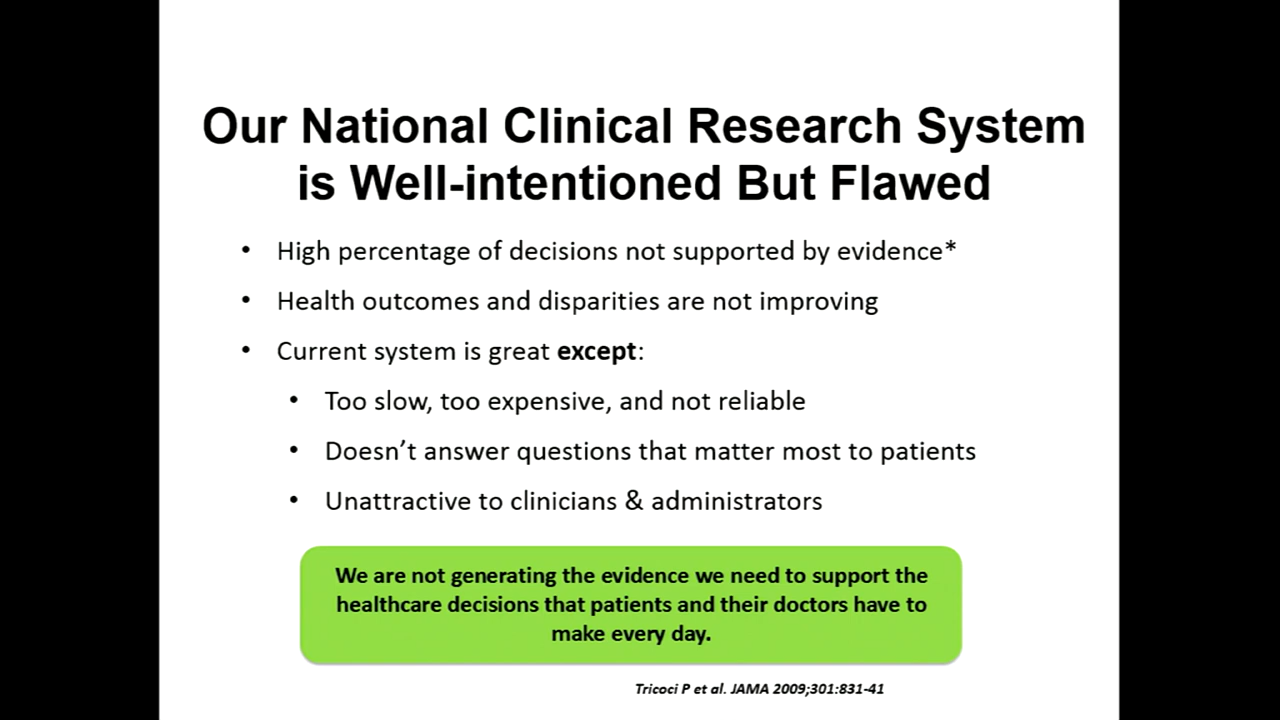 Our National Clinical Research System
is Well-intentioned But Flawed
• High percentage of decisions not supported by evidence*
• Health outcomes and disparities are not improving
• Current system is great except:
• Too slow, too expensive, and not reliable
• Doesn’t answer questions that matter most to patients
• Unattractive to clinicians & administrators
We are not generating the evidence we need to support the
healthcare decisions that patients and their doctors have to
make every day.
Tricoci P et al. JAMA 2009;301:831-41